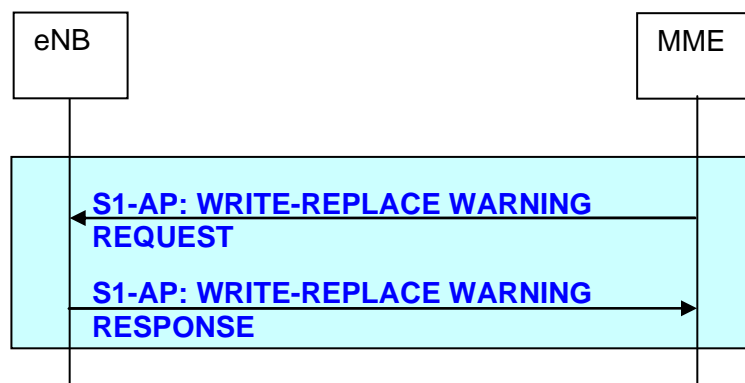 eNB
MME
S1-AP: WRITE-REPLACE WARNING
REQUEST
S1-AP: WRITE-REPLACE WARNING
RESPONSE